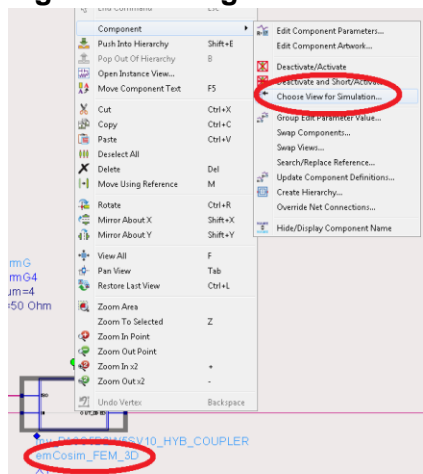 End Command Esc
Component
Push Into Hierarchy Shift+E
Pop Out Of Hierarchy B
Open Instance View...
Move Component Text F5
Cut Ctrl+X
Copy Ctrl+C
Paste Ctrl+V
Deselect All
Delete Del
Move Using Reference M
Rotate Ctrl+R
Mirror About X Shift+X
Mirror About Y Shift+Y
View All F
Pan View Tab
Restore Last View Ctrl+L
Zoom Area
Zoom To Selected Z
Zoom In Point
Zoom Out Point
Zoom In x2 +
Zoom Out x2 -
Undo Vertex Backspace
Edit Component Parameters...
Edit Component Artwork...
Deactivate/Activate
Deactivate and Short/Activate
Choose View for Simulation...
Group Edit Parameter Value...
Swap Components...
Swap Views...
Search/Replace Reference...
Update Component Definitions...
Create Hierarchy...
Override Net Connections...
Hide/Display Component Name
rmG
rmG4
um=4
=50 Ohm
emCosim_FEM_3D